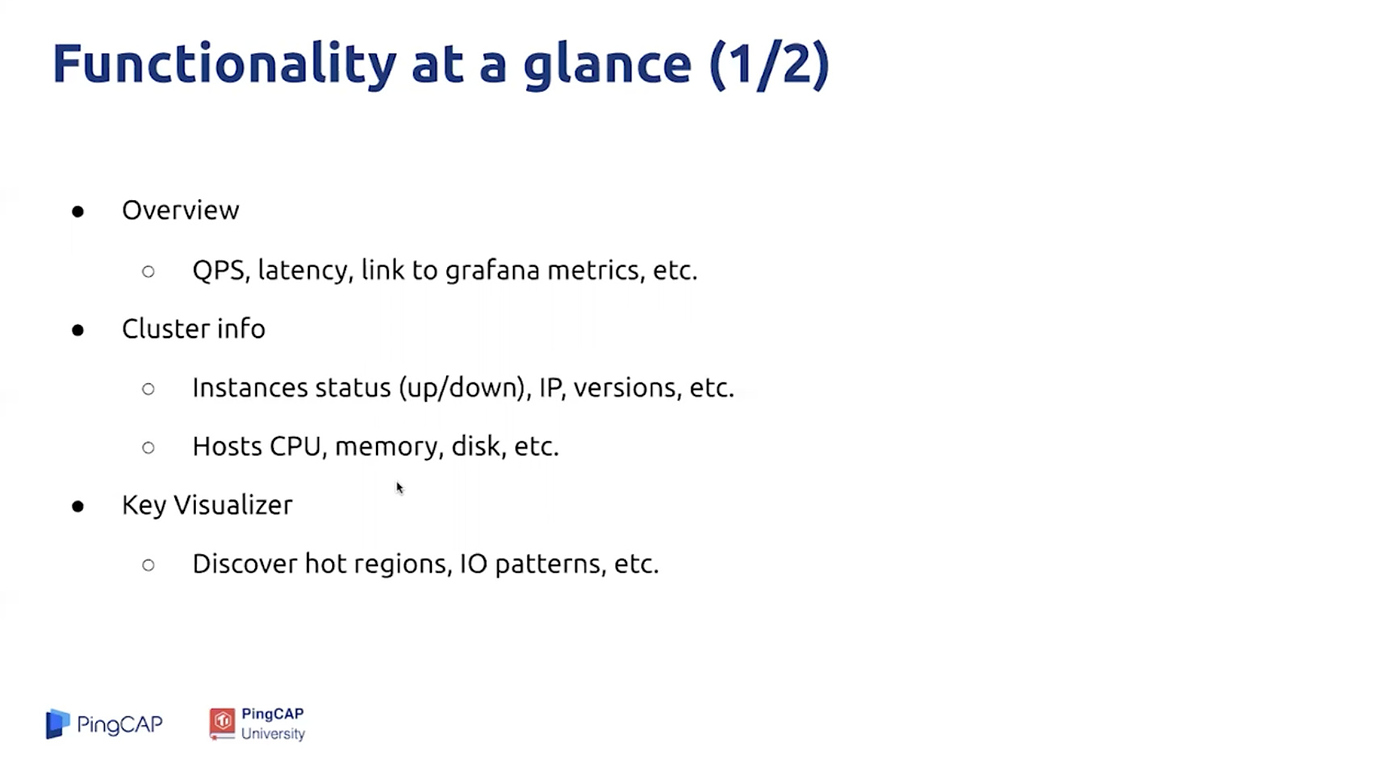 Functionality at a glance (1/2)
● Overview
○ QPS, latency, link to grafana metrics, etc.
● Cluster info
○ Instances status (up/down), IP, versions, etc.
○ Hosts CPU, memory, disk, etc.
● Key Visualizer
○ Discover hot regions, IO patterns, etc.
PingCAP
PingCAP
University